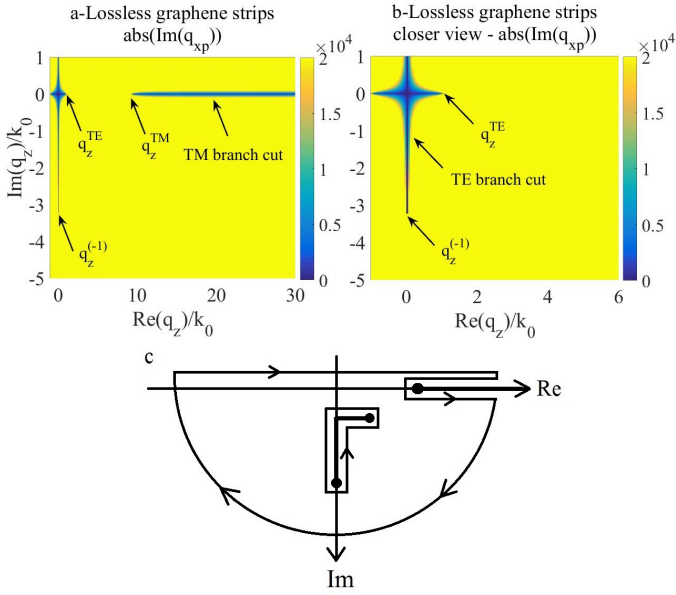 a-Lossless graphene strips
abs(Im(q_xp))
b-Lossless graphene strips
closer view - abs(Im(q_xp))
×10^4
2
1.5
1
0.5
0
1
0
-1
-2
-3
-4
-5
Im(q_z)/k_0
q_z^TE
q_z^TM
TM branch cut
q_z^(-1)
0
10
20
30
Re(q_z)/k_0
×10^4
2
1.5
1
0.5
0
1
0
-1
-2
-3
-4
-5
q_z^TE
TE branch cut
q_z^(-1)
0
2
4
6
Re(q_z)/k_0
c
Re
Im